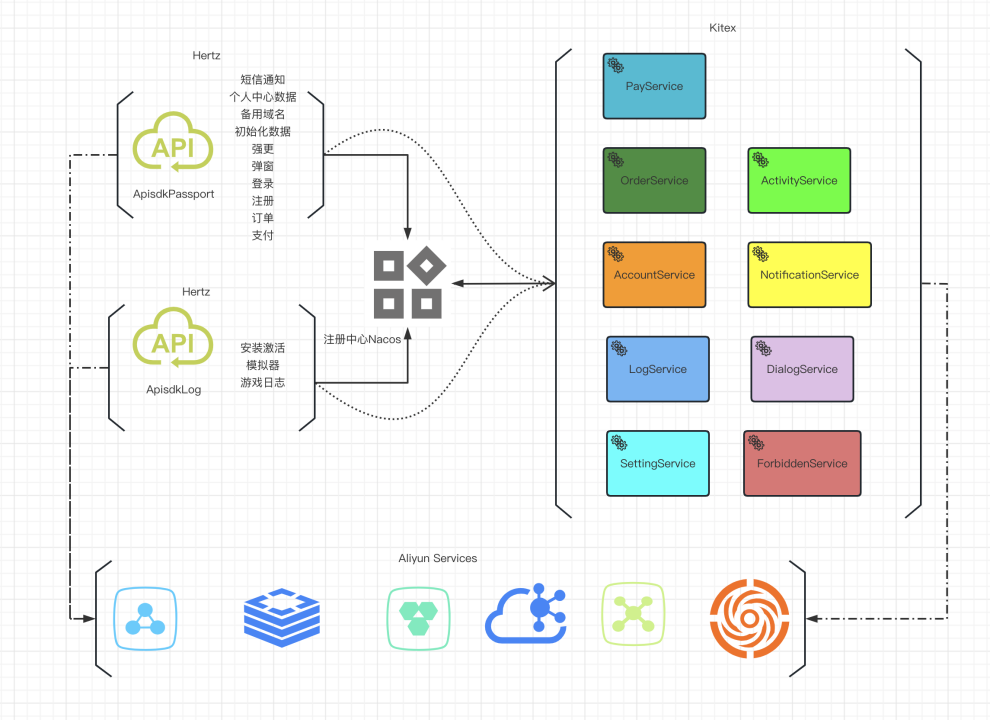 Kitex
Hertz
短信通知
个人中心数据
备用域名
初始化数据
强更
弹窗
登录
注册
订单
支付
API
ApisdkPassport
Hertz
API
ApisdkLog
安装激活
模拟器
游戏日志
注册中心Nacos
PayService
OrderService
ActivityService
AccountService
NotificationService
LogService
DialogService
SettingService
ForbiddenService
Aliyun Services